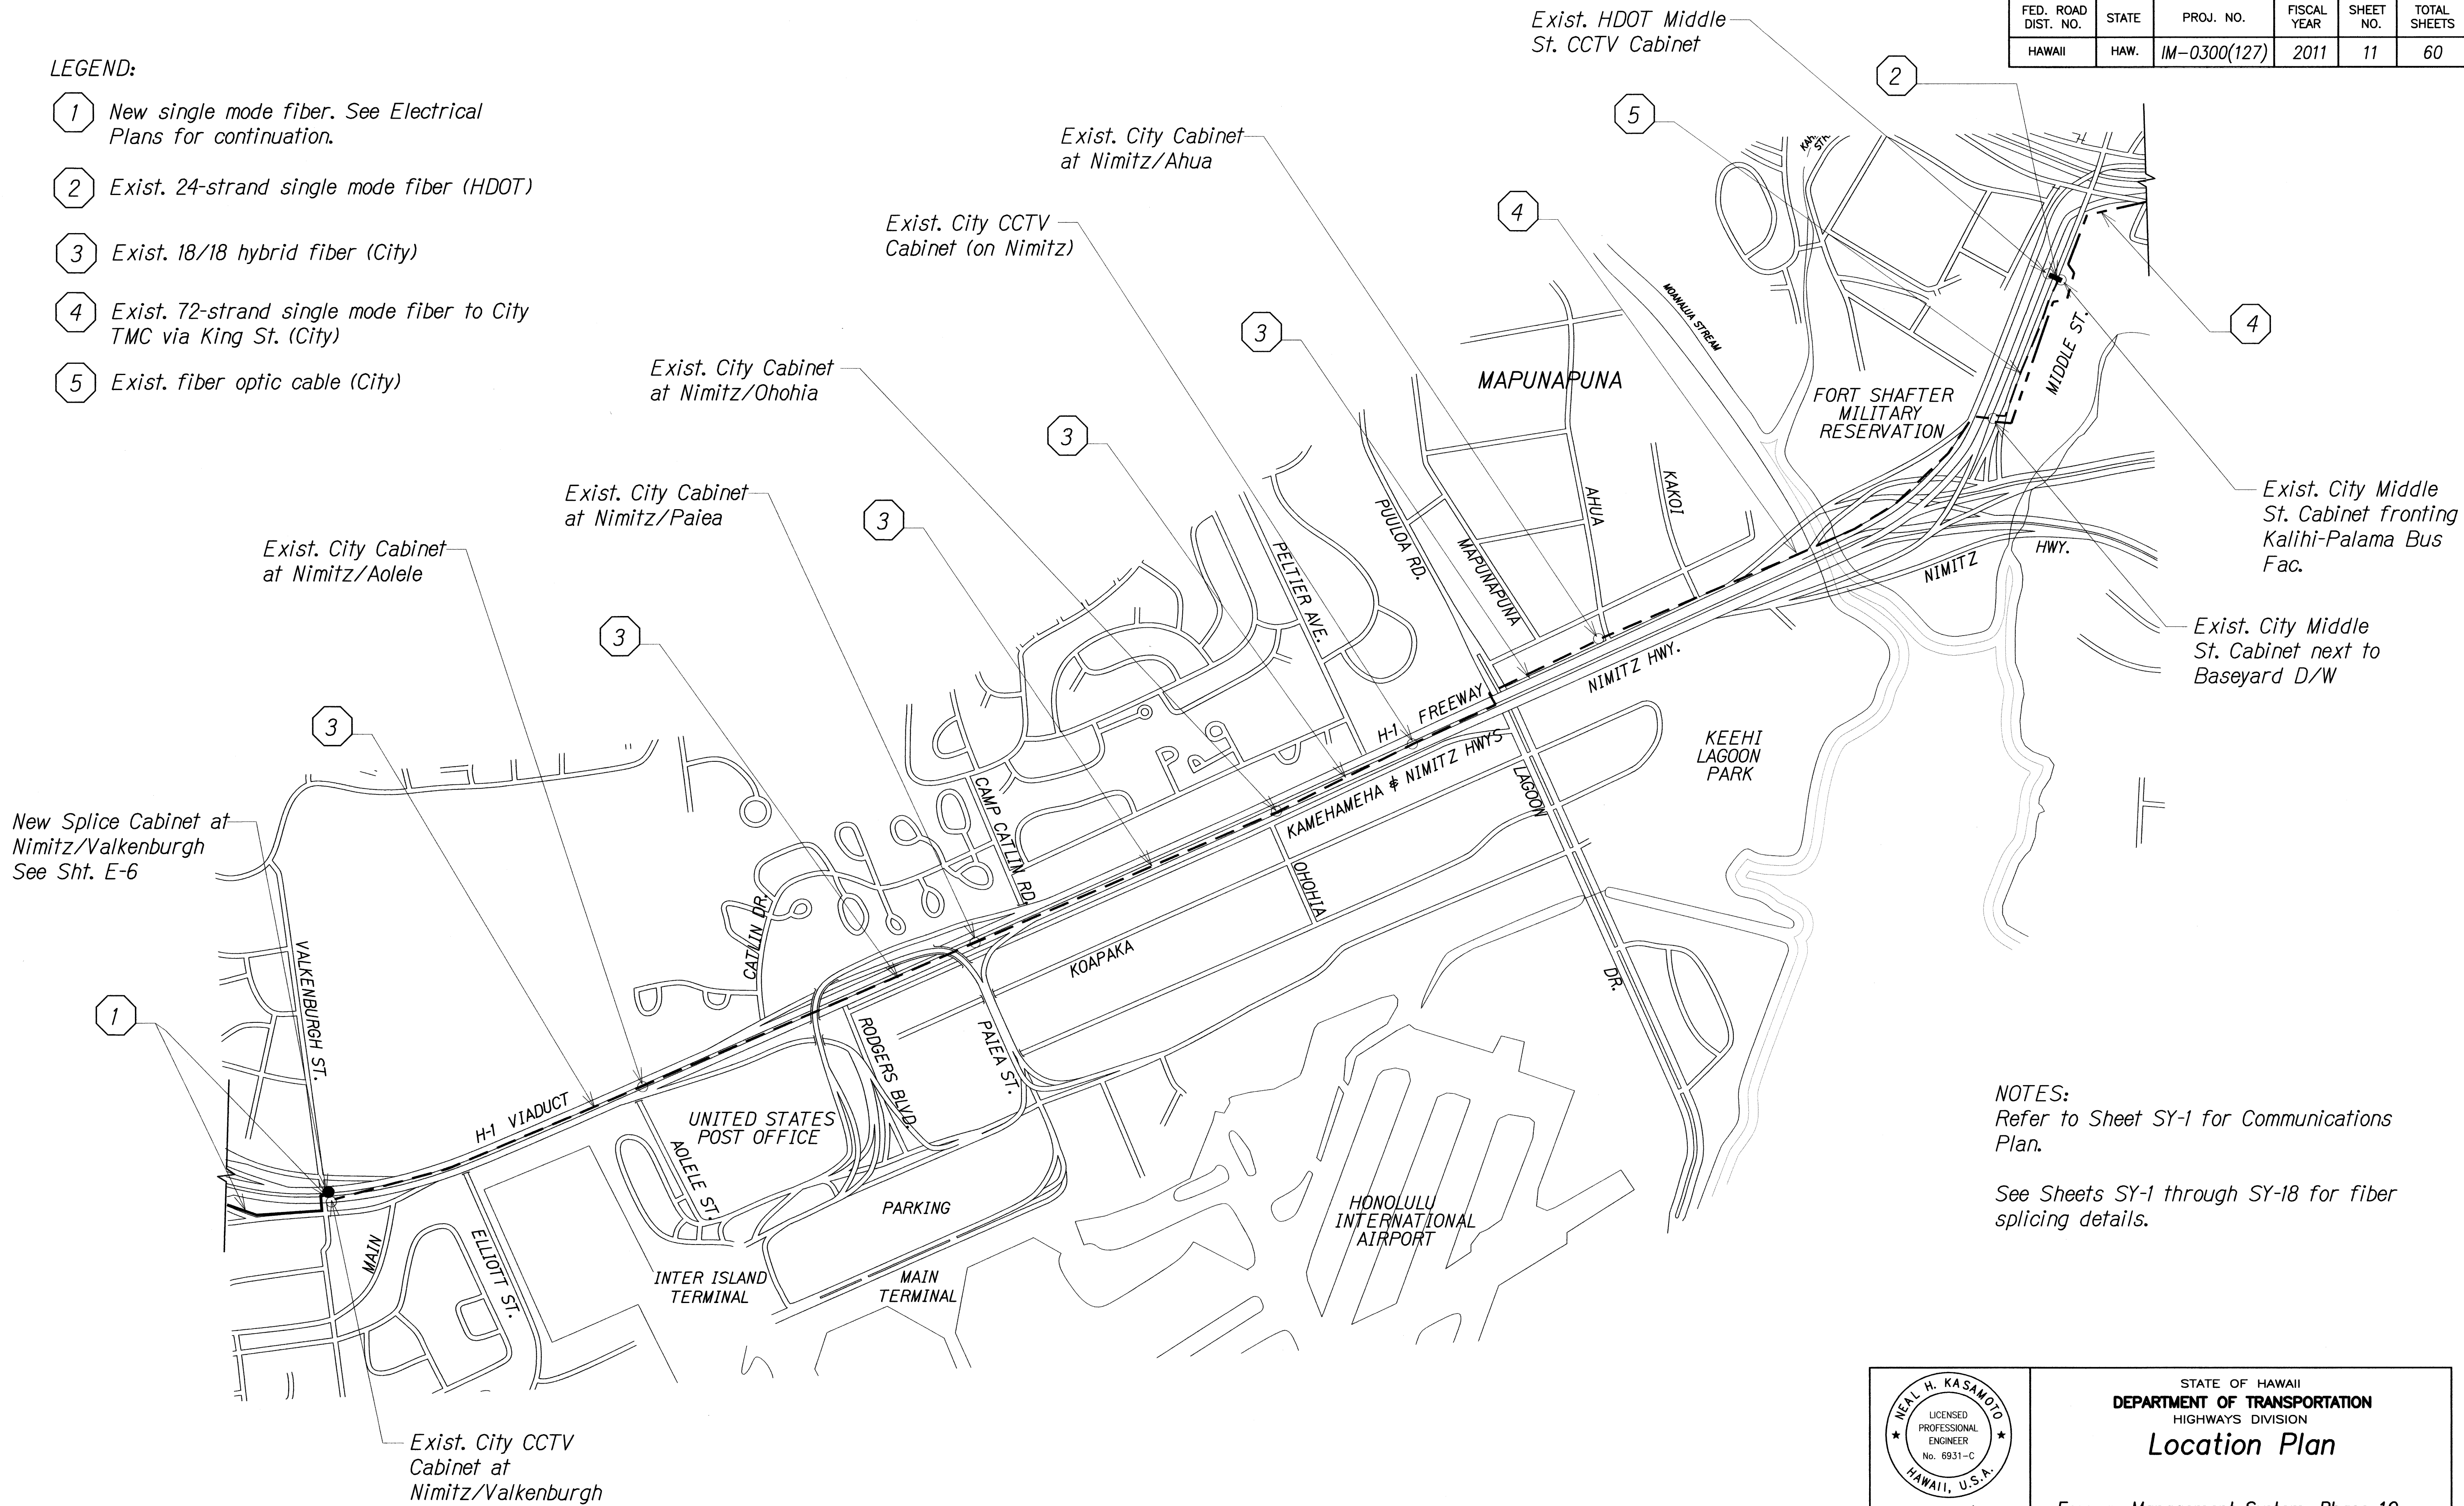 FED. ROAD DIST. NO.
STATE
PROJ. NO.
FISCAL YEAR
SHEET NO.
TOTAL SHEETS
HAWAII
HAW.
IM-0300(127)
2011
11
60
LEGEND:
1 New single mode fiber. See Electrical
Plans for continuation.
2 Exist. 24-strand single mode fiber (HDOT)
3 Exist. 18/18 hybrid fiber (City)
4 Exist. 72-strand single mode fiber to City
TMC via King St. (City)
5 Exist. fiber optic cable (City)
Exist. HDOT Middle
St. CCTV Cabinet
2
5
Exist. City Cabinet
at Nimitz/Ahua
4
Exist. City CCTV
Cabinet (on Nimitz)
3
4
Exist. City Cabinet
at Nimitz/Ohohia
3
Exist. City Cabinet
at Nimitz/Paiea
3
Exist. City Cabinet
at Nimitz/Aolele
3
3
New Splice Cabinet at
Nimitz/Valkenburgh
See Sht. E-6
1
Exist. City Middle
St. Cabinet fronting
Kalihi-Palama Bus
Fac.
Exist. City Middle
St. Cabinet next to
Baseyard D/W
MOANALUA STREAM
MAPUNAPUNA
FORT SHAFTER
MILITARY
RESERVATION
MIDDLE ST.
AHUA
KAKOI
PUULOA RD.
MAPUNAPUNA
PELTIER AVE.
NIMITZ
HWY.
NIMITZ HWY.
H-1 FREEWAY
KAMEHAMEHA & NIMITZ HWYS
KEEHI
LAGOON
PARK
LAGOON
DR.
CAMP CATLIN RD.
CATLIN DR.
OHOHIA
KOAPAKA
VALKENBURGH ST.
H-1 VIADUCT
RODGERS BLVD.
PAIEA ST.
UNITED STATES
POST OFFICE
AOLELE ST.
PARKING
MAIN
ELLIOTT ST.
INTER ISLAND
TERMINAL
MAIN
TERMINAL
HONOLULU
INTERNATIONAL
AIRPORT
NOTES:
Refer to Sheet SY-1 for Communications
Plan.
See Sheets SY-1 through SY-18 for fiber
splicing details.
Exist. City CCTV
Cabinet at
Nimitz/Valkenburgh
NEAL H. KASAMOTO
LICENSED
PROFESSIONAL
ENGINEER
No. 6931-C
HAWAII, U.S.A.
STATE OF HAWAII
DEPARTMENT OF TRANSPORTATION
HIGHWAYS DIVISION
Location Plan